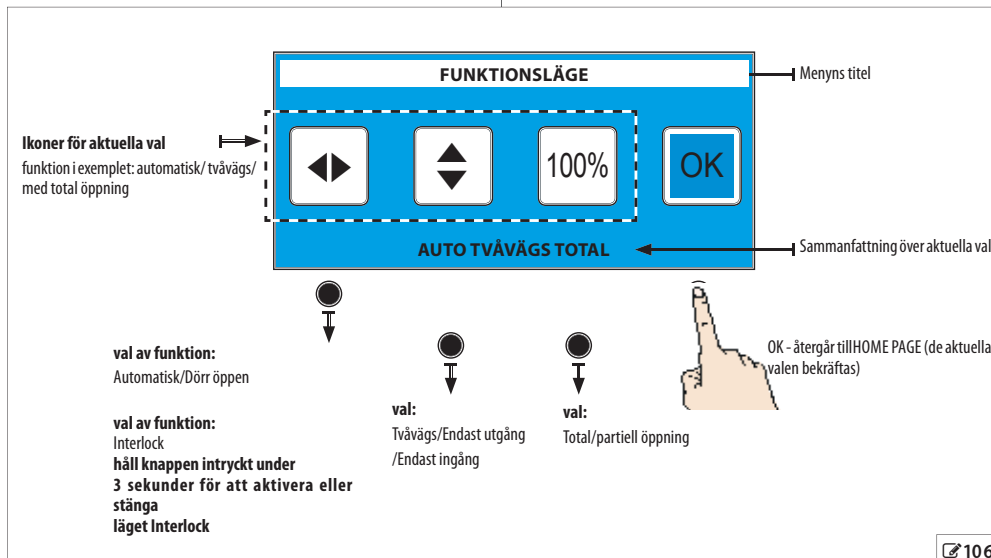 FUNKTIONSLÄGE
Menyns titel
Ikoner för aktuella val
funktion i exemplet: automatisk/ tvåvägs/
med total öppning
100%
OK
AUTO TVÅVÄGS TOTAL
Sammanfattning över aktuella val
OK - återgår tillHOME PAGE (de aktuella
valen bekräftas)
val av funktion:
Automatisk/Dörr öppen
val av funktion:
Interlock
håll knappen intryckt under
3 sekunder för att aktivera eller
stänga
läget Interlock
val:
Tvåvägs/Endast utgång
/Endast ingång
val:
Total/partiell öppning
106